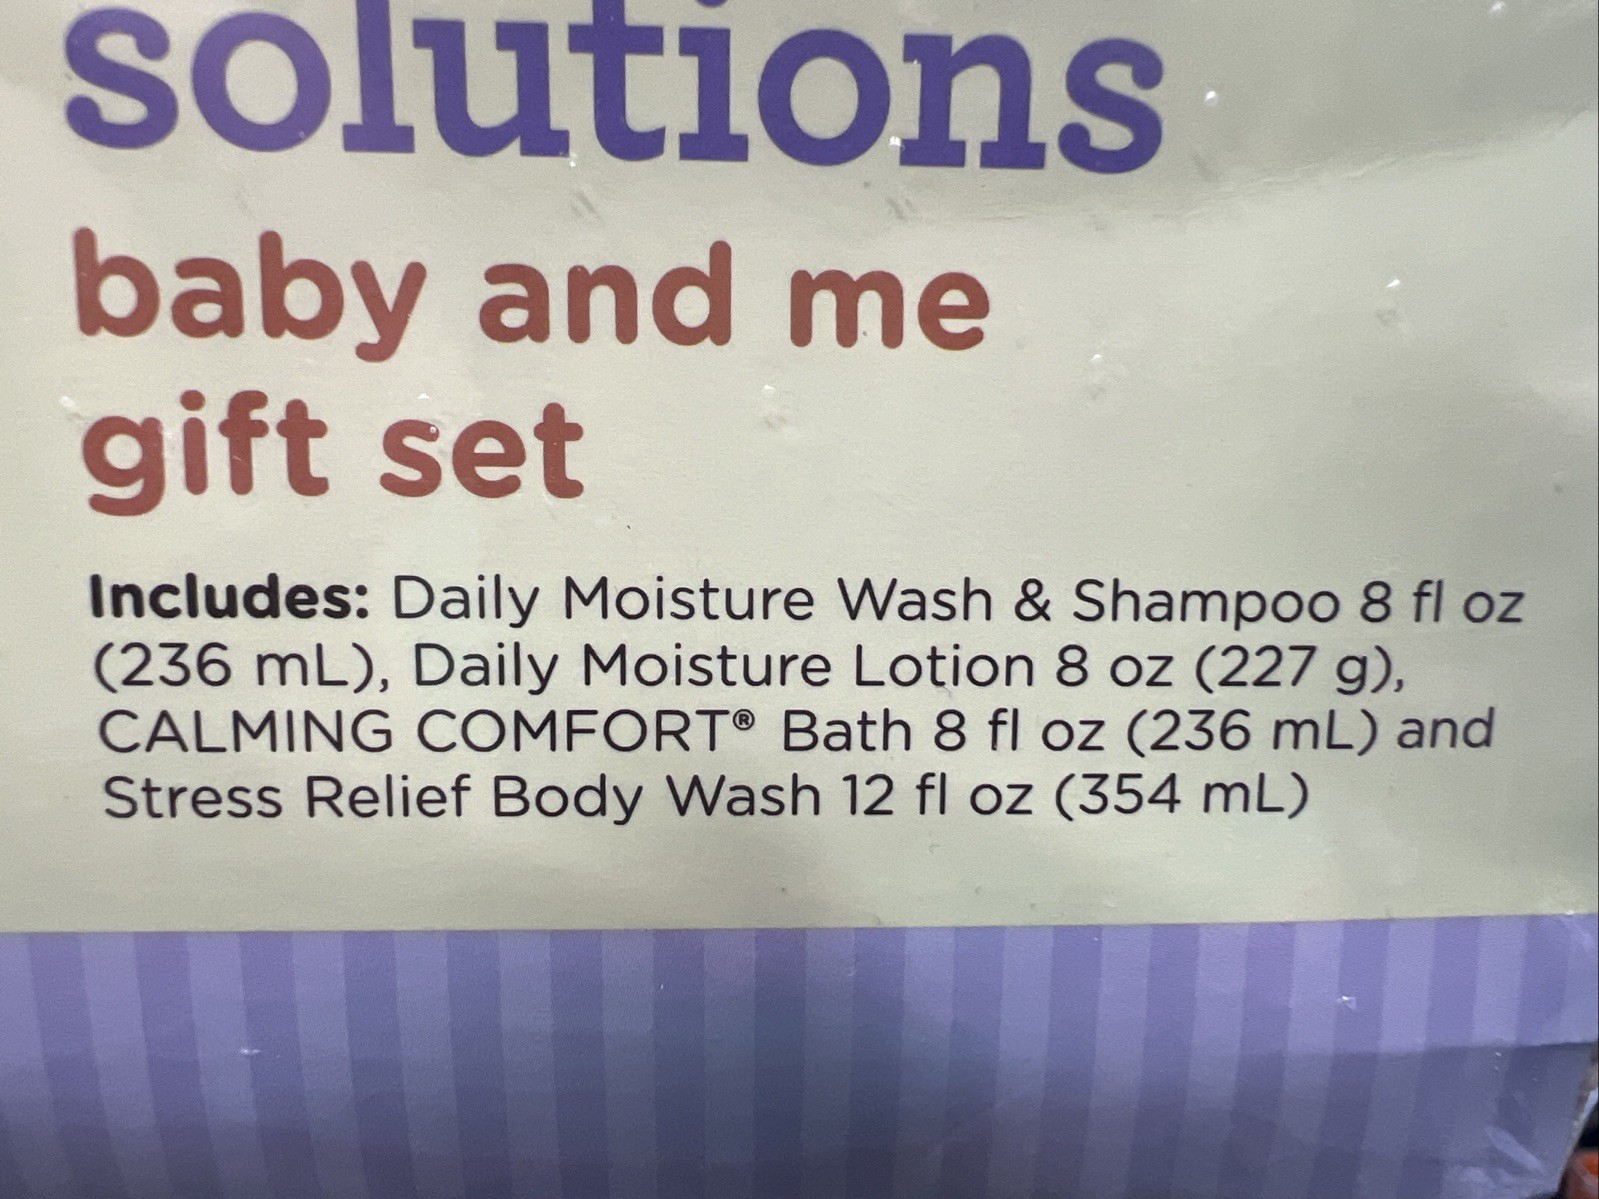 solutions
baby and me
gift set
Includes: Daily Moisture Wash & Shampoo 8 fl oz
(236 mL), Daily Moisture Lotion 8 oz (227 g),
CALMING COMFORT® Bath 8 fl oz (236 mL) and
Stress Relief Body Wash 12 fl oz (354 mL)